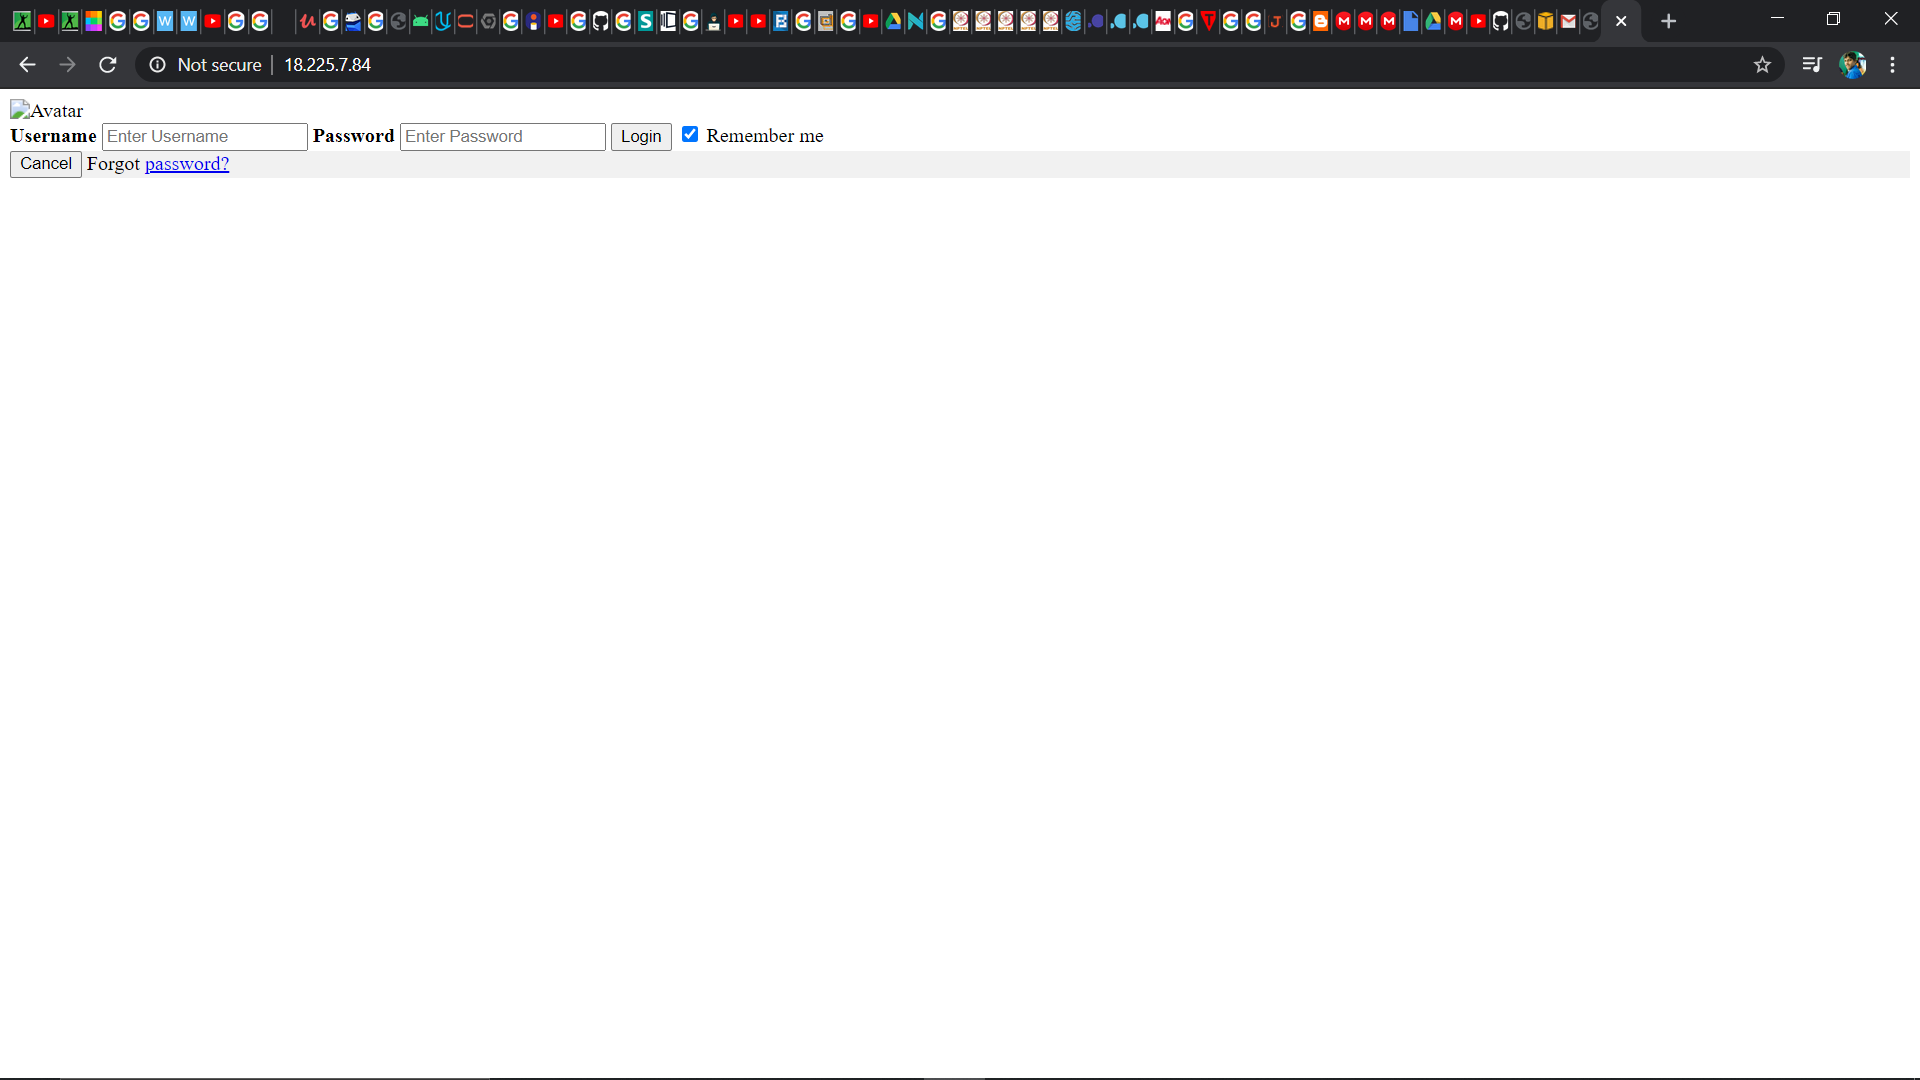 Not secure | 18.225.7.84
Avatar
Username Enter Username Password Enter Password Login Remember me
Cancel Forgot password?